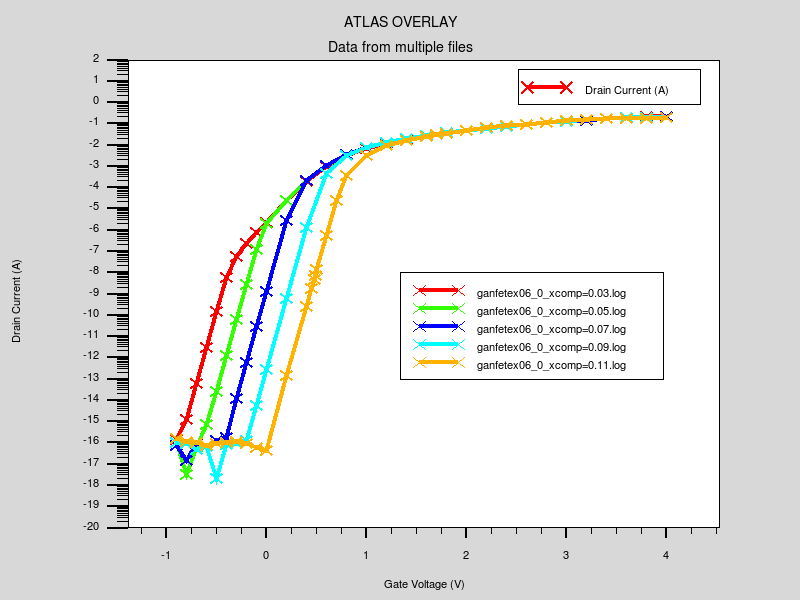 ATLAS OVERLAY
Data from multiple files
Drain Current (A)
2
1
0
-1
-2
-3
-4
-5
-6
-7
-8
-9
-10
-11
-12
-13
-14
-15
-16
-17
-18
-19
-20
Drain Current (A)
ganfetex06_0_xcomp=0.03.log
ganfetex06_0_xcomp=0.05.log
ganfetex06_0_xcomp=0.07.log
ganfetex06_0_xcomp=0.09.log
ganfetex06_0_xcomp=0.11.log
-1 0 1 2 3 4
Gate Voltage (V)